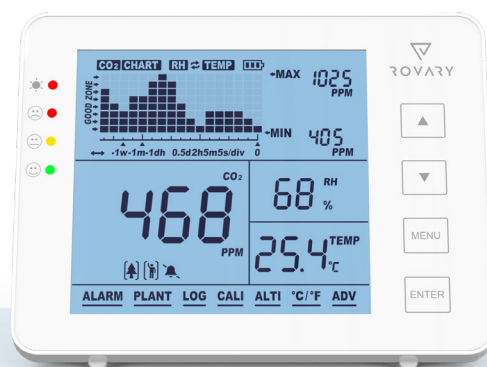 CO2 CHART RH ⇄ TEMP
GOOD ZONE
MAX 1025
PPM
MIN 405
PPM
↔ -1w-1m-1dh 0.5d2h5m5s/div 0
CO2
468
PPM
68 RH
%
25.4 TEMP
°C
ALARM PLANT LOG CALI ALTI °C/°F ADV
ROVARY
▲
▼
MENU
ENTER